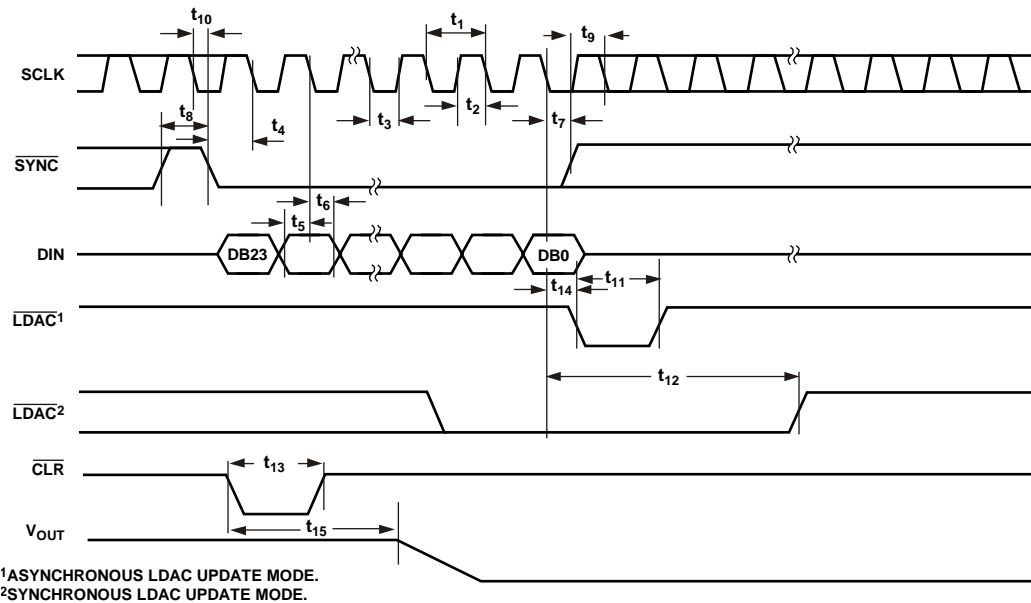 t10
t1
t9
SCLK
t8
t4
t3
t2
t7
SYNC
t6
t5
DIN
DB23
DB0
t14
t11
LDAC1
t12
LDAC2
CLR
t13
t15
VOUT
1ASYNCHRONOUS LDAC UPDATE MODE.
2SYNCHRONOUS LDAC UPDATE MODE.